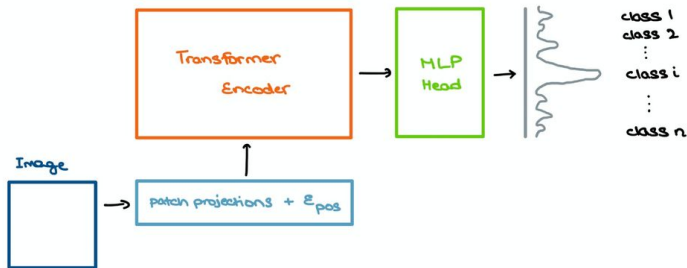 Transformer
Encoder
MLP
Head
class 1
class 2
⋮
class i
⋮
class n
Image
patch projections + Epos